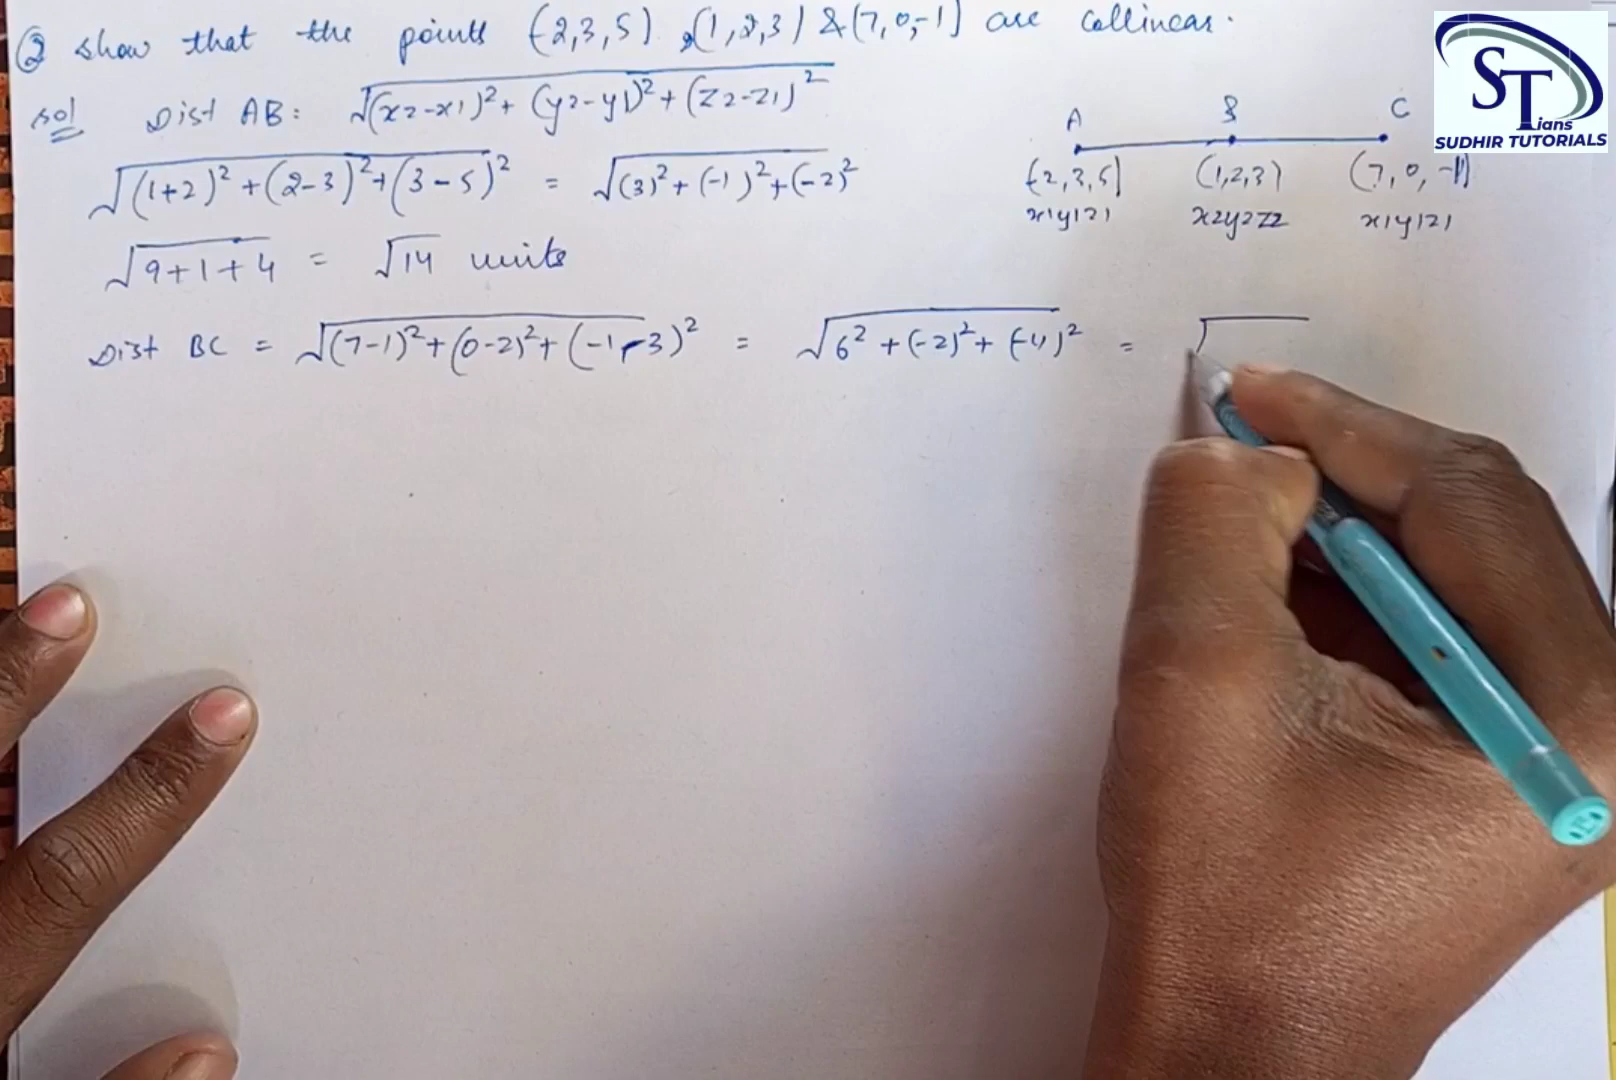 Q show that the points (-2,3,5), (1,2,3) & (7,0,-1) are collinear.
sol Dist AB: √(x2-x1)²+(y2-y1)²+(z2-z1)²
√(1+2)²+(2-3)²+(3-5)² = √(3)²+(-1)²+(-2)²
√9+1+4 = √14 units
Dist BC = √(7-1)²+(0-2)²+(-1-3)² = √6²+(-2)²+(-4)² = √
A B C
(-2,3,5) (1,2,3) (7,0,-1)
x1y1z1 x2y2z2 x1y1z1
ST
ians
SUDHIR TUTORIALS